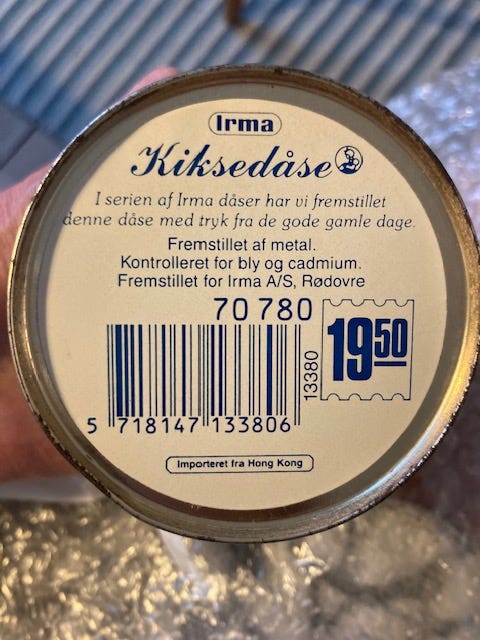 Irma
Kiksedåse
I serien af Irma dåser har vi fremstillet
denne dåse med tryk fra de gode gamle dage.
Fremstillet af metal.
Kontrolleret for bly og cadmium.
Fremstillet for Irma A/S, Rødovre
70 780
19 50
13380
5 718147 133806
Importeret fra Hong Kong